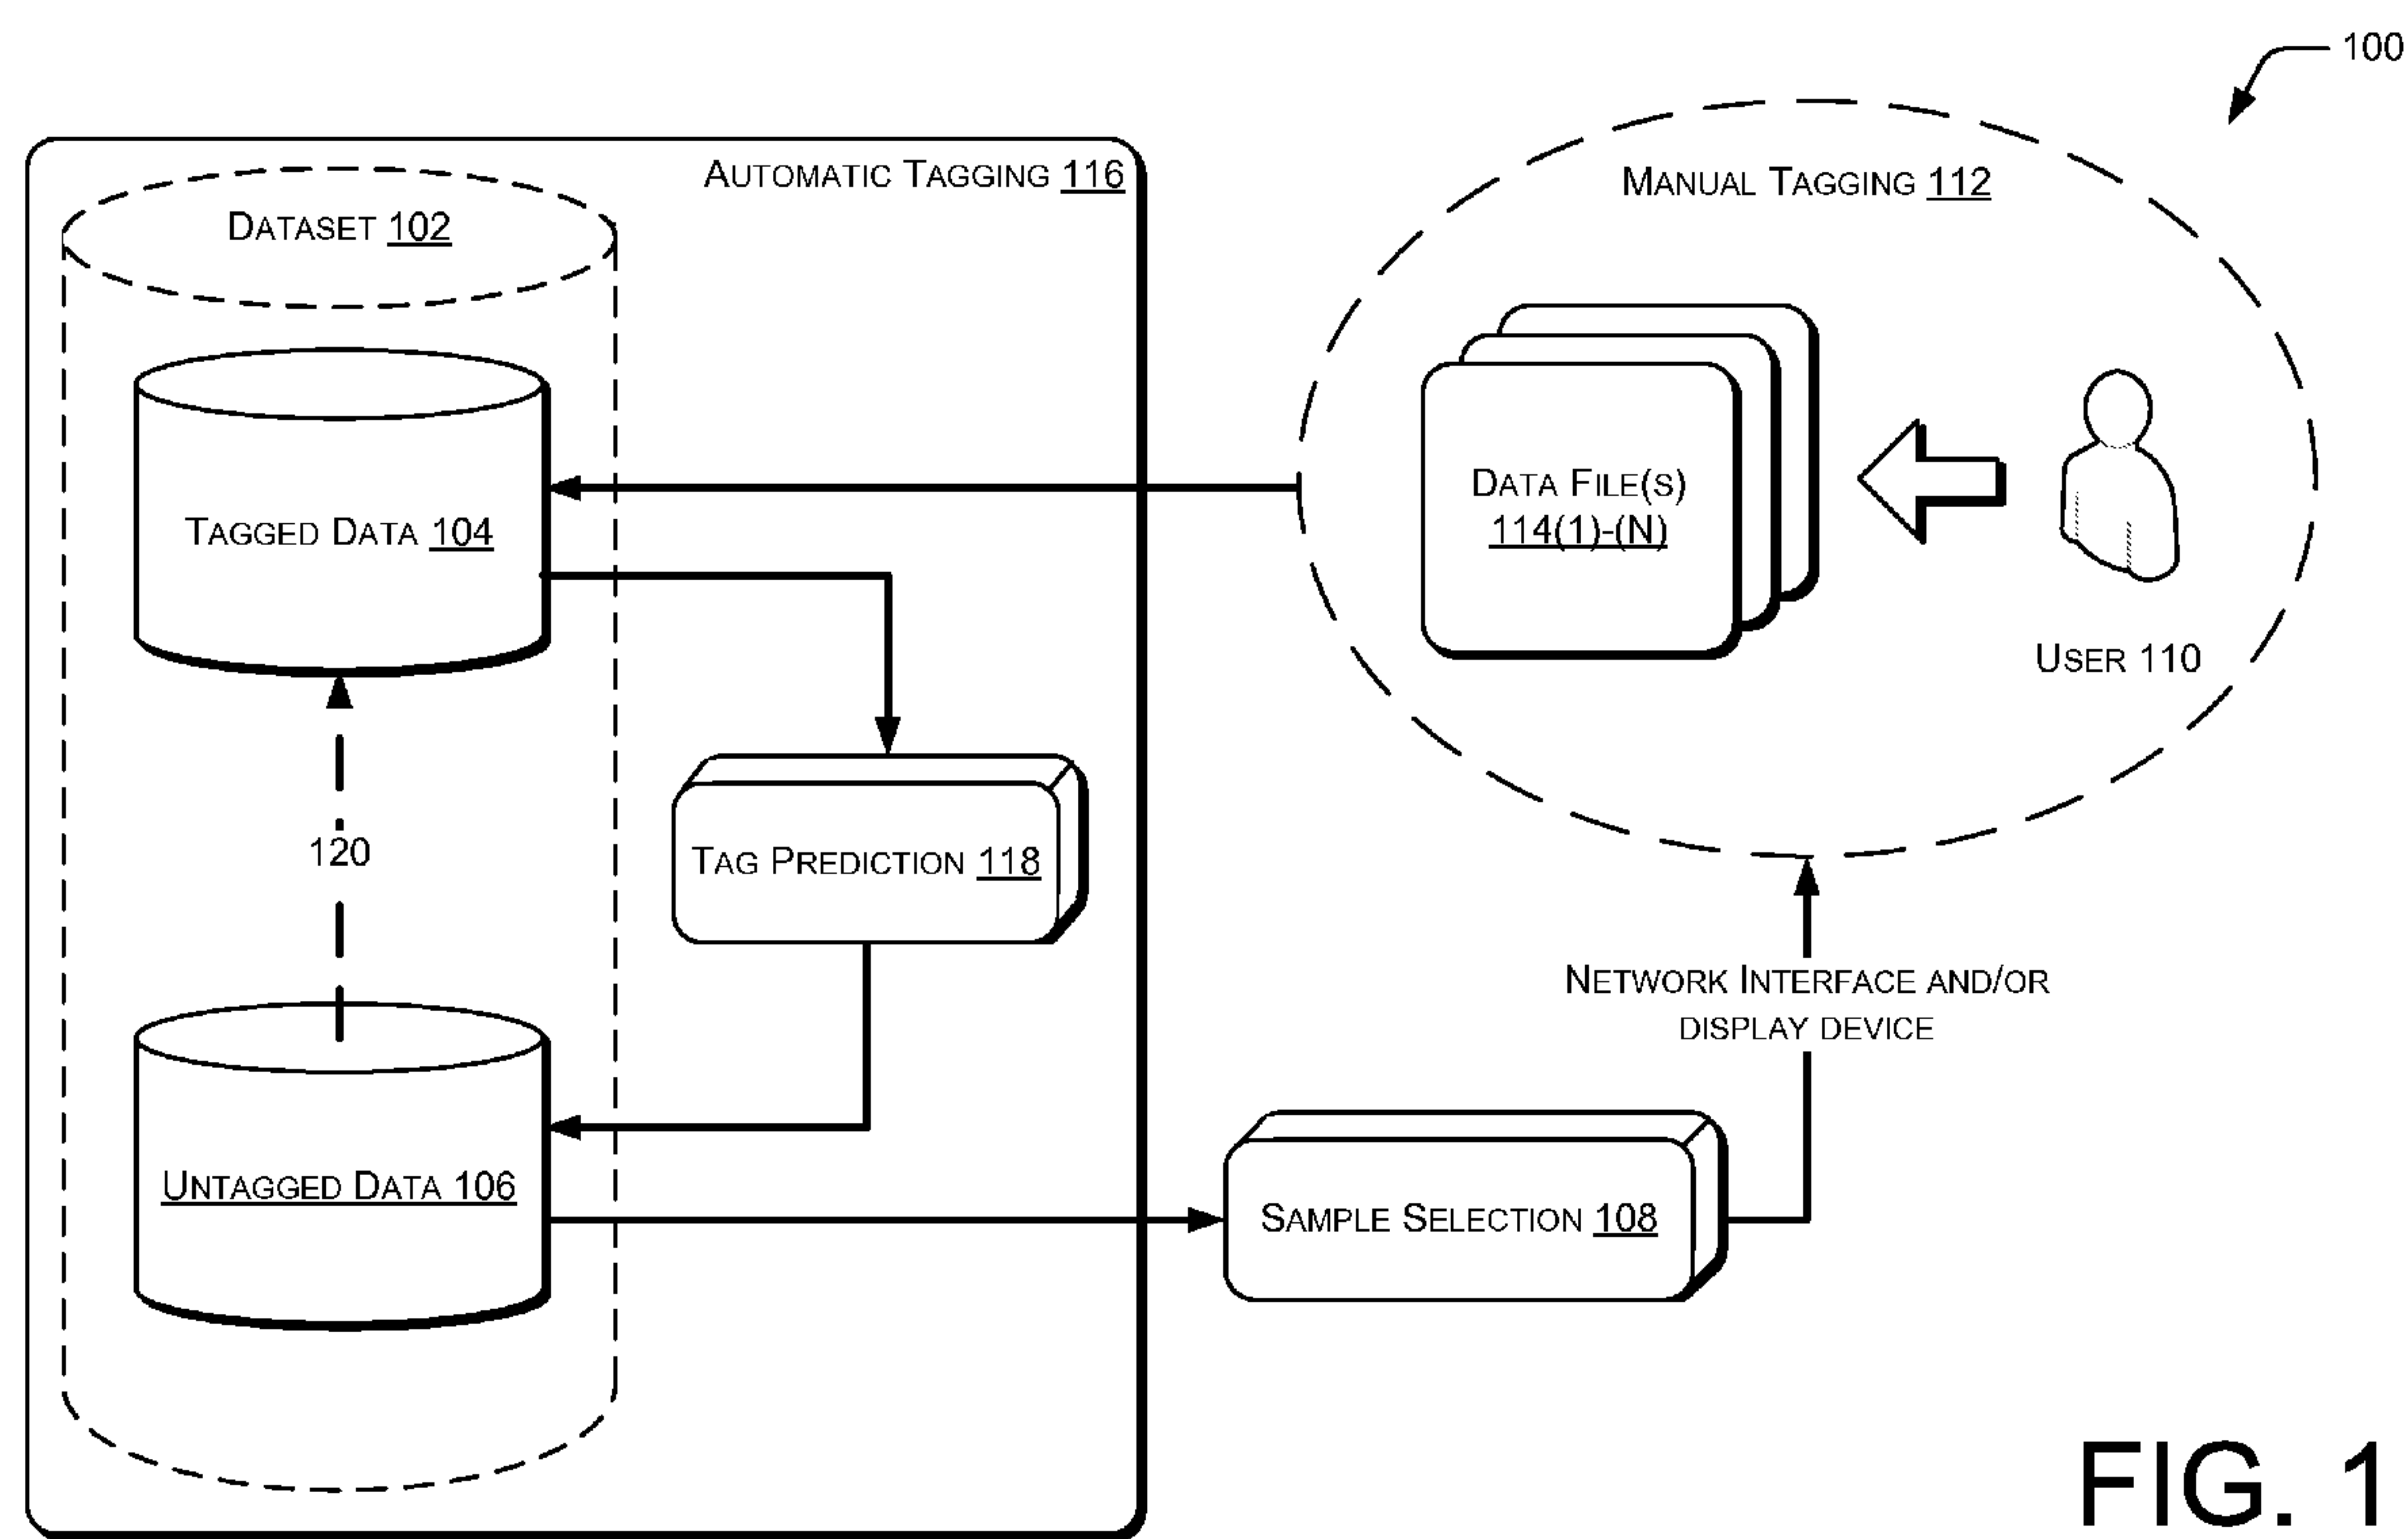 100
AUTOMATIC TAGGING 116
MANUAL TAGGING 112
DATASET 102
DATA FILE(S)
114(1)-(N)
TAGGED DATA 104
USER 110
120
TAG PREDICTION 118
NETWORK INTERFACE AND/OR
DISPLAY DEVICE
UNTAGGED DATA 106
SAMPLE SELECTION 108
FIG. 1